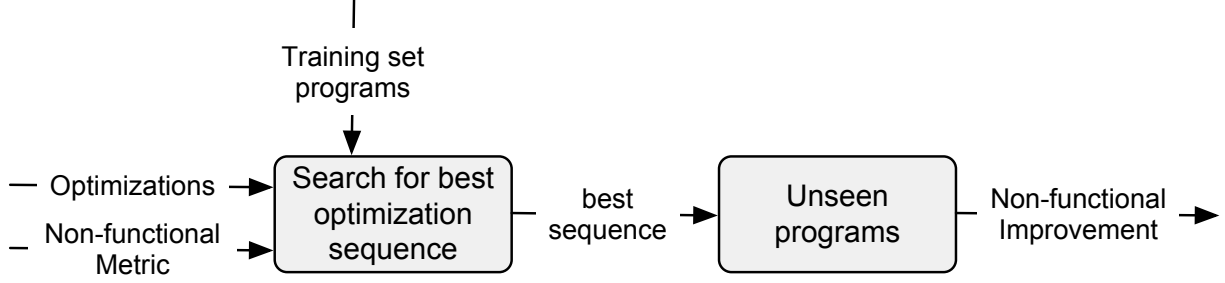 Training set
programs
Optimizations
Non-functional
Metric
Search for best
optimization
sequence
best
sequence
Unseen
programs
Non-functional
Improvement